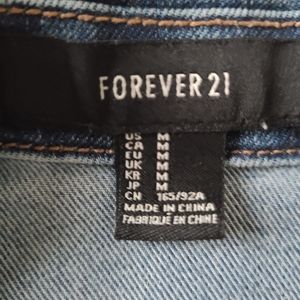 FOREVER 21
US M
CA M
EU M
UK M
KR M
JP M
CN 165/92A
MADE IN CHINA
FABRIQUÉ EN CHINE